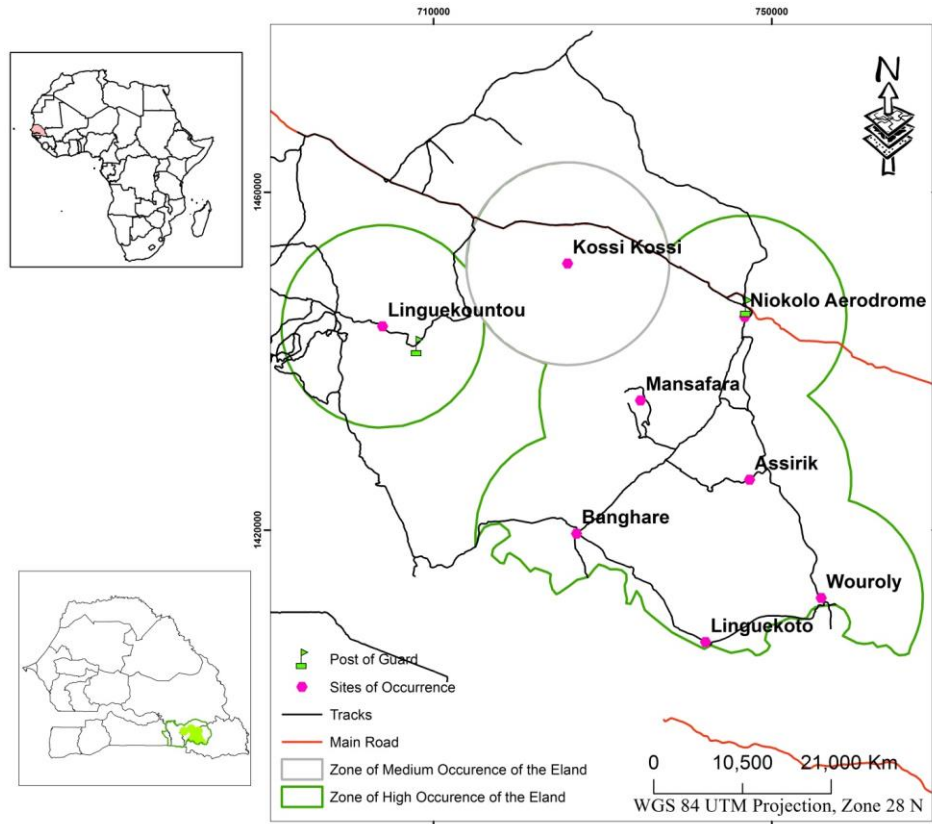 710000
750000
N
1460000
Kossi Kossi
Linguekountou
Niokolo Aerodrome
Mansafara
Assirik
Banghare
1420000
Wouroly
Linguekoto
Post of Guard
Sites of Occurrence
Tracks
Main Road
Zone of Medium Occurence of the Eland
Zone of High Occurence of the Eland
0 10,500 21,000 Km
WGS 84 UTM Projection, Zone 28 N